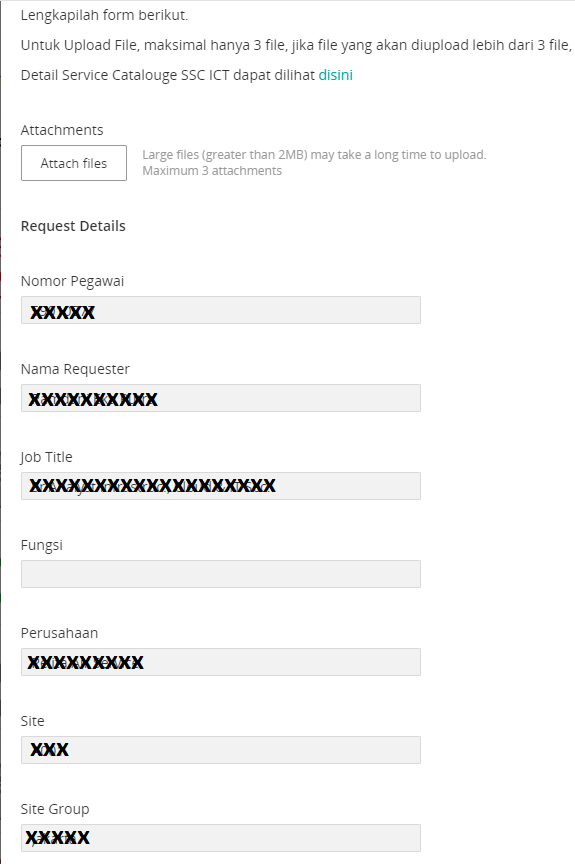 Lengkapilah form berikut.
Untuk Upload File, maksimal hanya 3 file, jika file yang akan diupload lebih dari 3 file,
Detail Service Catalouge SSC ICT dapat dilihat disini
Attachments
Attach files
Large files (greater than 2MB) may take a long time to upload.
Maximum 3 attachments
Request Details
Nomor Pegawai
XXXXX
Nama Requester
XXXXXXXXXX
Job Title
XXXXXXXXXXXXXXXXXXX
Fungsi
Perusahaan
XXXXXXXXX
Site
XXX
Site Group
XXXXX